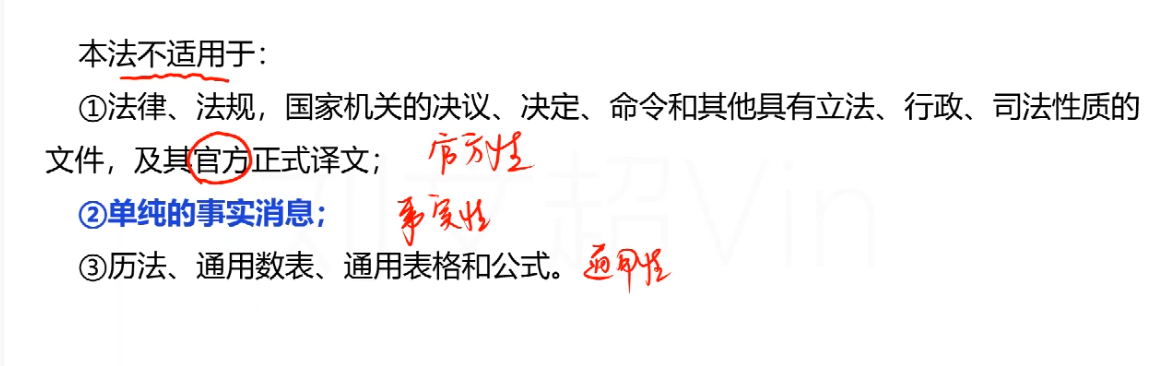 本法不适用于：
①法律、法规，国家机关的决议、决定、命令和其他具有立法、行政、司法性质的
文件，及其官方正式译文； 官方性
②单纯的事实消息； 事实性
③历法、通用数表、通用表格和公式。 通用性
超Vin